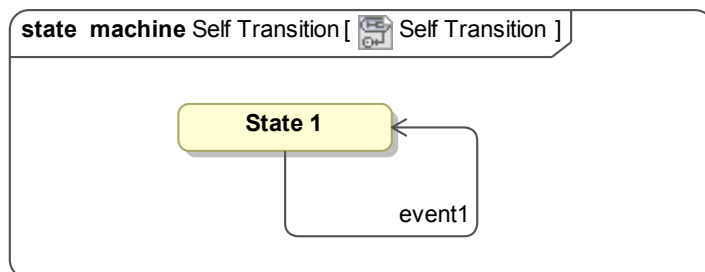 state machine Self Transition [ Self Transition ]
State 1
event1